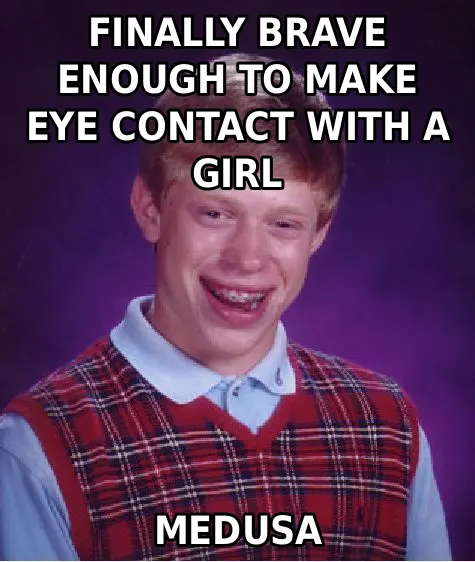 FINALLY BRAVE
ENOUGH TO MAKE
EYE CONTACT WITH A
GIRL
MEDUSA